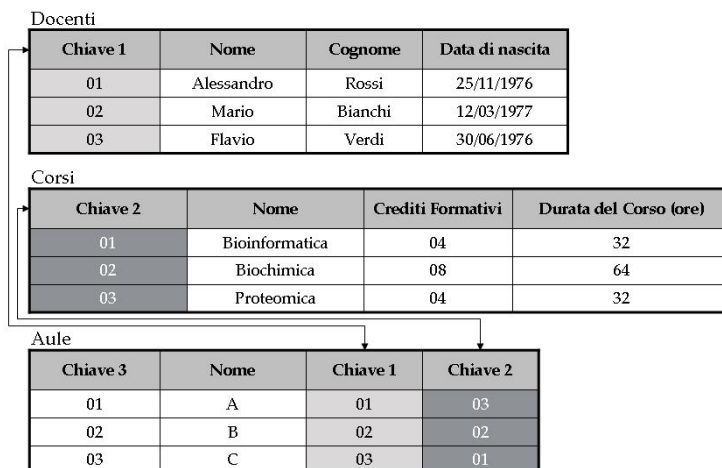 Docenti
Chiave 1 Nome Cognome Data di nascita
01 Alessandro Rossi 25/11/1976
02 Mario Bianchi 12/03/1977
03 Flavio Verdi 30/06/1976
Corsi
Chiave 2 Nome Crediti Formativi Durata del Corso (ore)
01 Bioinformatica 04 32
02 Biochimica 08 64
03 Proteomica 04 32
Aule
Chiave 3 Nome Chiave 1 Chiave 2
01 A 01 03
02 B 02 02
03 C 03 01